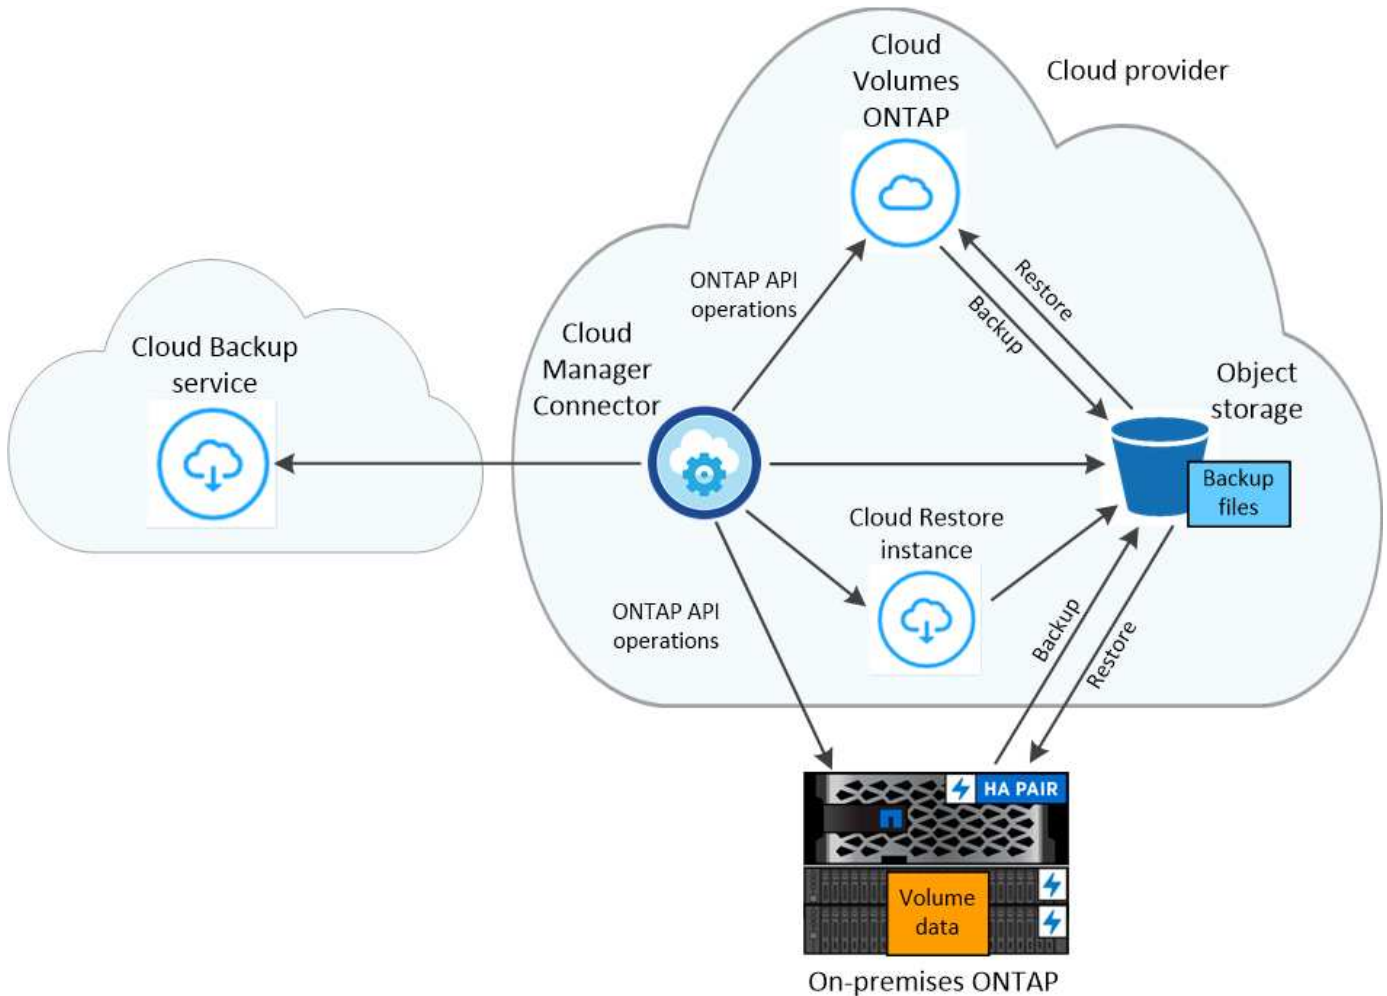 Cloud
Volumes
ONTAP
Cloud provider
ONTAP API
operations
Restore
Backup
Cloud Backup
service
Cloud
Manager
Connector
Object
storage
Backup
files
Cloud Restore
instance
ONTAP API
operations
Backup
Restore
HA PAIR
Volume
data
On-premises ONTAP